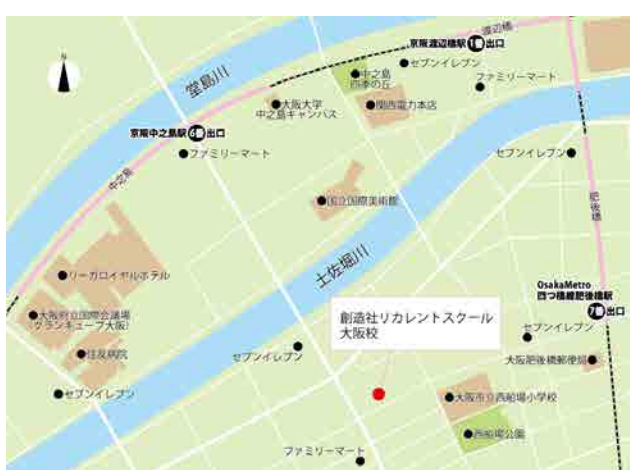 渡辺橋
京阪渡辺橋駅1番出口
セブンイレブン
ファミリーマート
中之島
四季の丘
関西電力本店
大阪大学
中之島キャンパス
堂島川
N
京阪中之島駅6番出口
ファミリーマート
中之島
セブンイレブン
国立国際美術館
肥後橋
土佐堀川
リーガロイヤルホテル
OsakaMetro
四つ橋線肥後橋駅
7番出口
大阪府立国際会議場
(グランキューブ大阪)
創造社リカレントスクール
大阪校
セブンイレブン
住友病院
セブンイレブン
大阪肥後橋郵便局
セブンイレブン
大阪市立西船場小学校
西船場公園
ファミリーマート